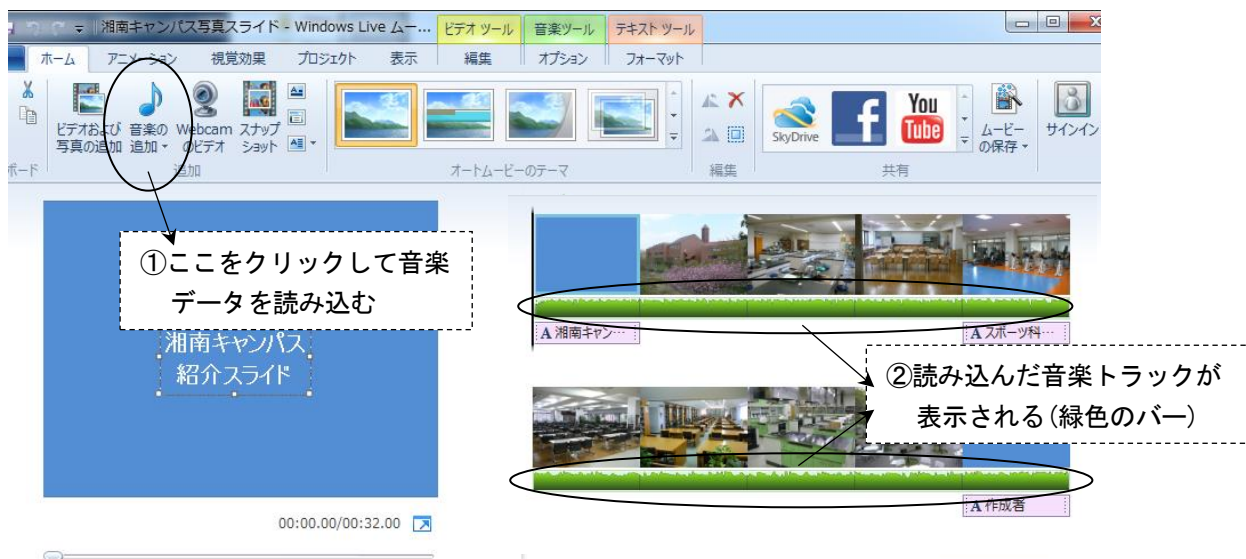 湘南キャンパス写真スライド - Windows Live ムー...
ビデオ ツール
音楽ツール
テキスト ツール
ホーム
アニメーション
視覚効果
プロジェクト
表示
編集
オプション
フォーマット
ビデオおよび
写真の追加
音楽の
追加
Webcam
のビデオ
スナップ
ショット
SkyDrive
f
You
Tube
ムービー
の保存
サインイン
ボード
追加
オートムービーのテーマ
編集
共有
①ここをクリックして音楽
データを読み込む
湘南キャンパス
紹介スライド
A 湘南キャン…
A スポーツ科…
②読み込んだ音楽トラックが
表示される(緑色のバー)
A 作成者
00:00.00/00:32.00